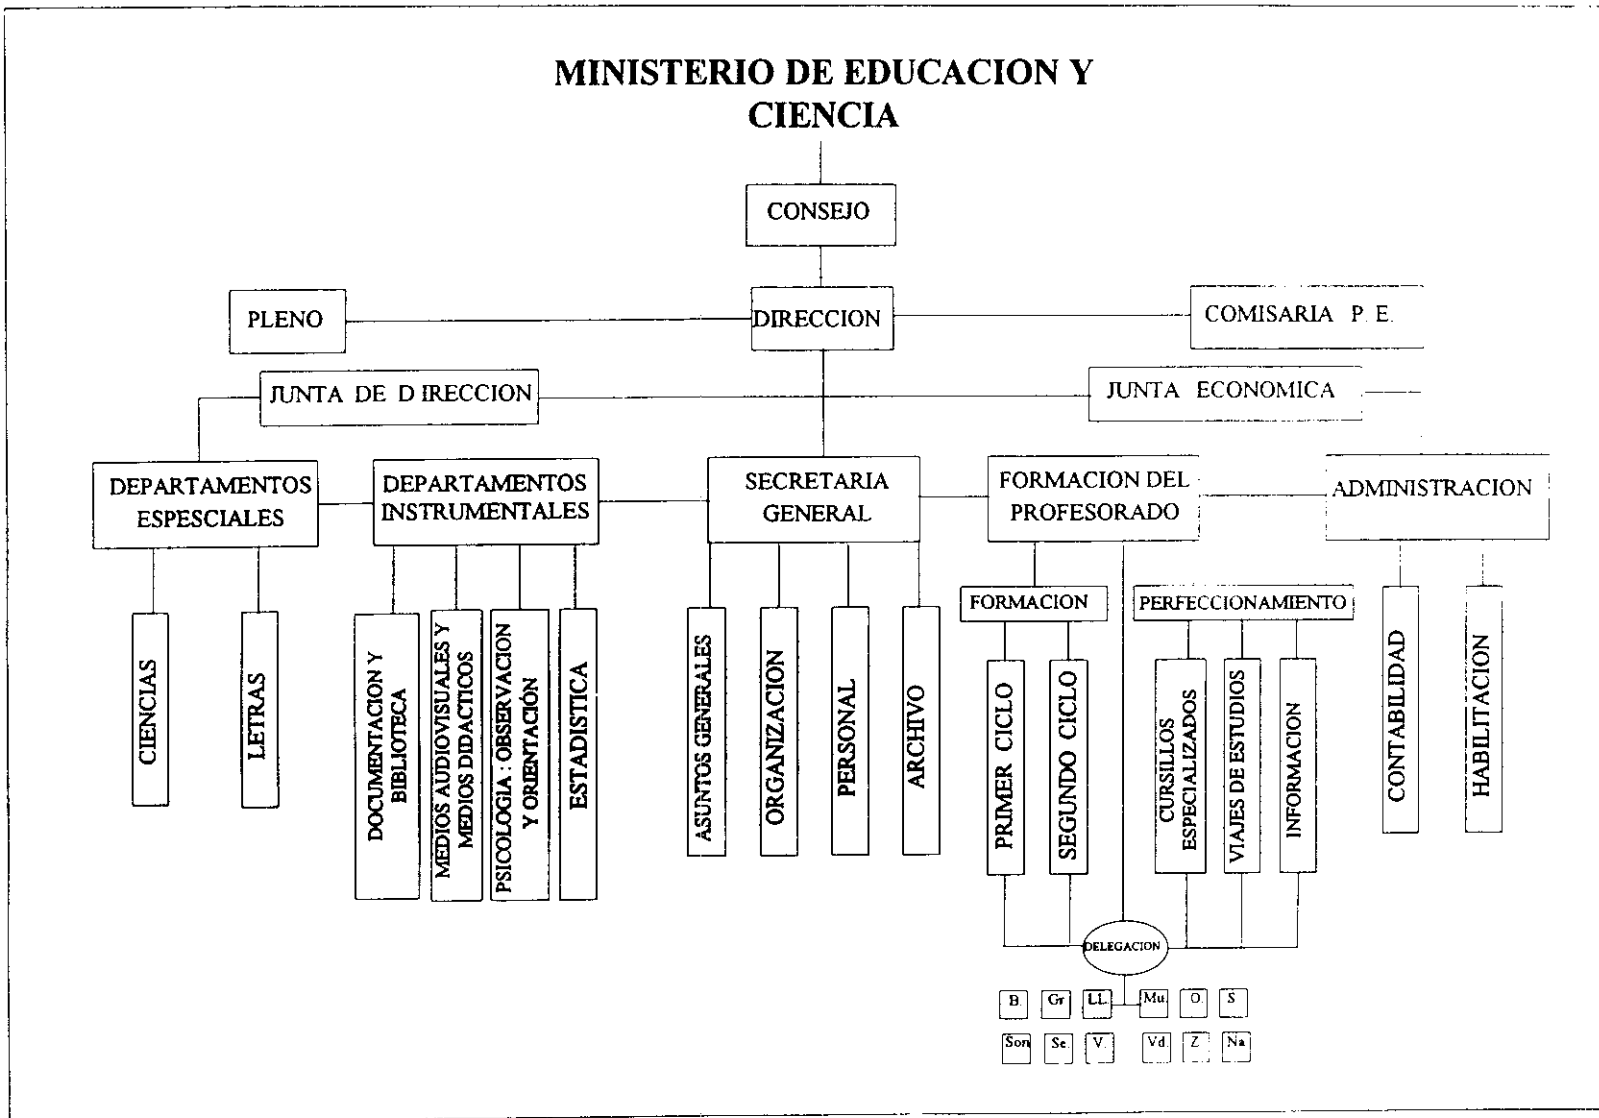 MINISTERIO DE EDUCACION Y
CIENCIA
CONSEJO
PLENO
DIRECCION
COMISARIA P. E.
JUNTA DE D IRECCION
JUNTA ECONOMICA
DEPARTAMENTOS
ESPESCIALES
DEPARTAMENTOS
INSTRUMENTALES
SECRETARIA
GENERAL
FORMACION DEL
PROFESORADO
ADMINISTRACION
FORMACION
PERFECCIONAMIENTO
CIENCIAS
LETRAS
DOCUMENTACION Y
BIBLIOTECA
MEDIOS AUDIOVISUALES Y
MEDIOS DIDACTICOS
PSICOLOGIA : OBSERVACION
Y ORIENTACIÓN
ESTADISTICA
ASUNTOS GENERALES
ORGANIZACION
PERSONAL
ARCHIVO
PRIMER CICLO
SEGUNDO CICLO
CURSILLOS
ESPECIALIZADOS
VIAJES DE ESTUDIOS
INFORMACION
CONTABILIDAD
HABILITACION
DELEGACION
B. Gr LL. Mu. O. S
Son Se. V. Vd. Z Na